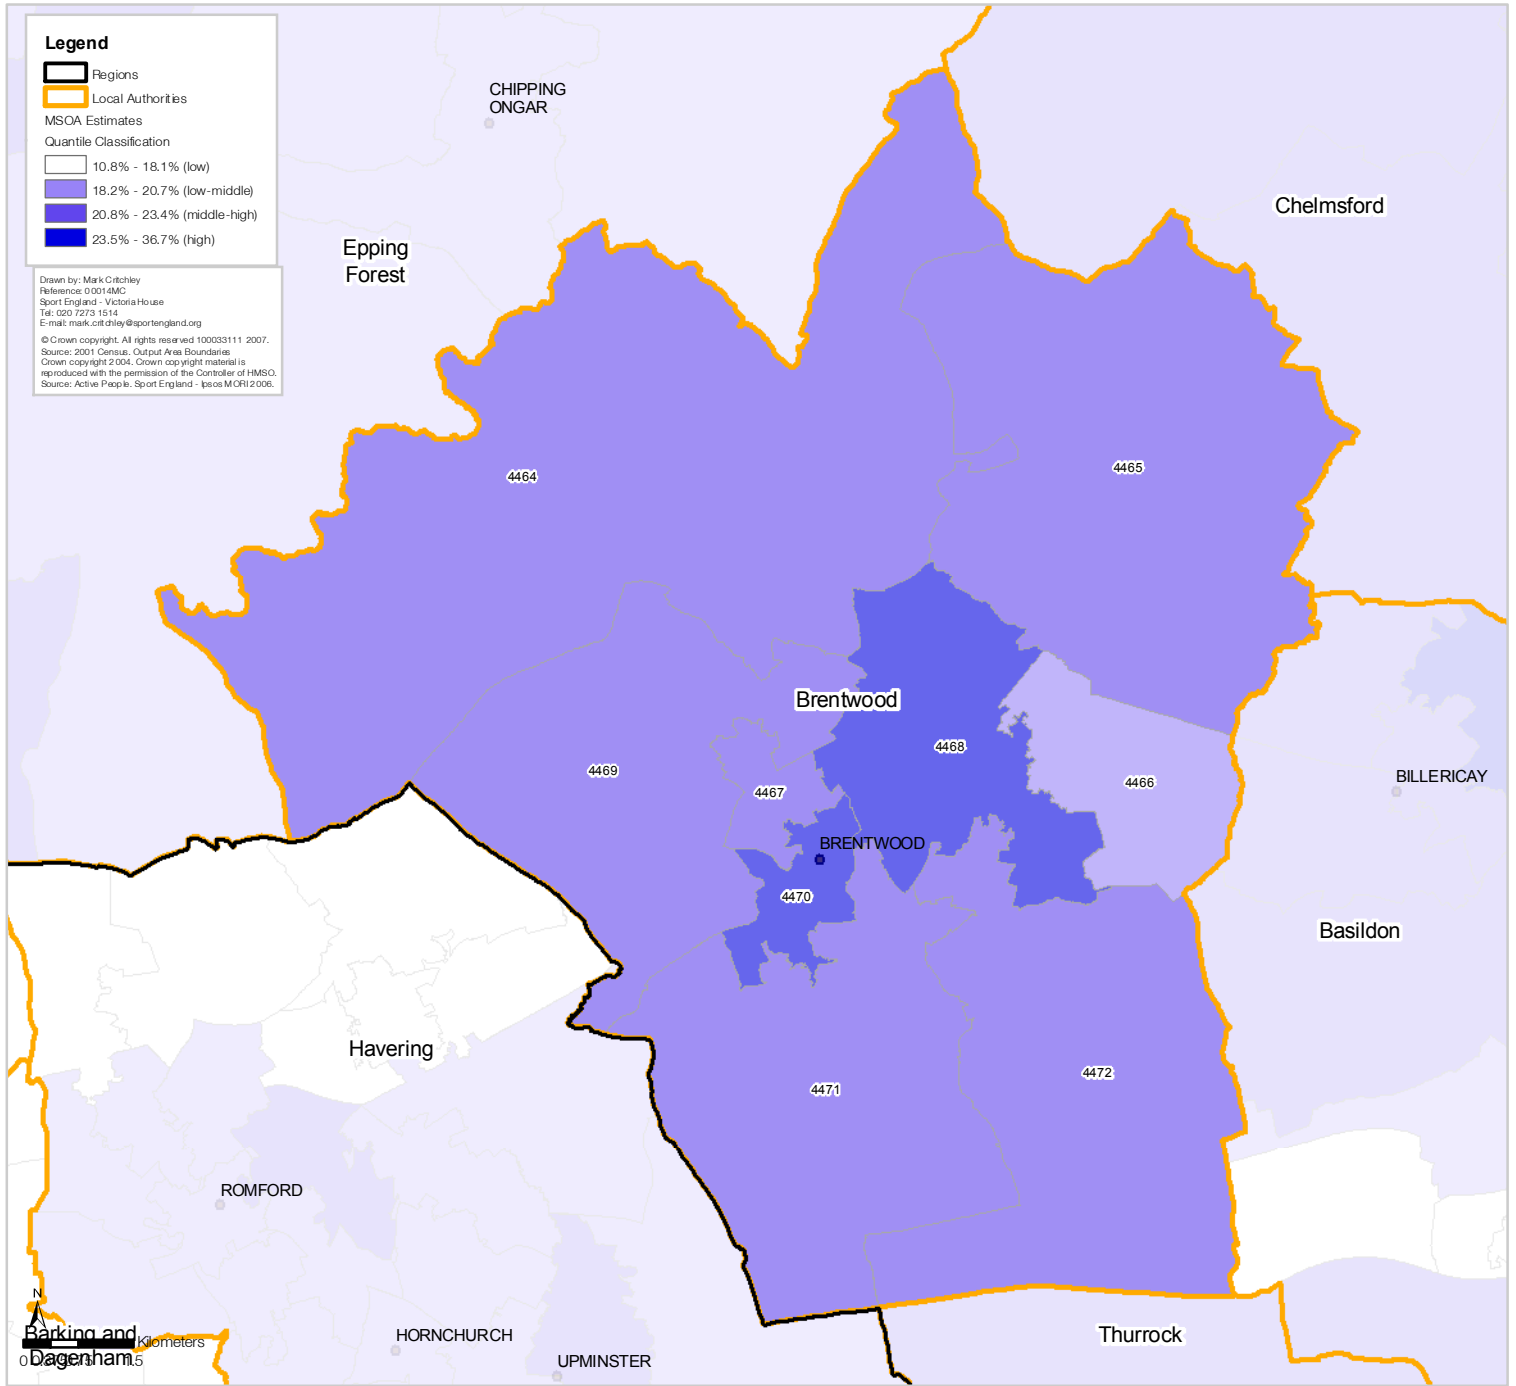 Legend
Regions
Local Authorities
MSOA Estimates
Quantile Classification
10.8% - 18.1% (low)
18.2% - 20.7% (low-middle)
20.8% - 23.4% (middle-high)
23.5% - 36.7% (high)
Drawn by: Mark Critchley
Reference: 00014MC
Sport England - Victoria House
Tel: 020 7273 1514
E-mail: mark.critchley@sportengland.org
© Crown copyright. All rights reserved 100033111 2007.
Source: 2001 Census. Output Area Boundaries
Crown copyright 2004. Crown copyright material is
reproduced with the permission of the Controller of HMSO.
Source: Active People. Sport England - Ipsos MORI 2006.
CHIPPING
ONGAR
Chelmsford
Epping
Forest
4464
4465
Brentwood
4468
4469
4467
4466
BILLERICAY
BRENTWOOD
4470
Basildon
Havering
4471
4472
ROMFORD
N
Barking and
Dagenham
Kilometers
0
1.5
HORNCHURCH
UPMINSTER
Thurrock